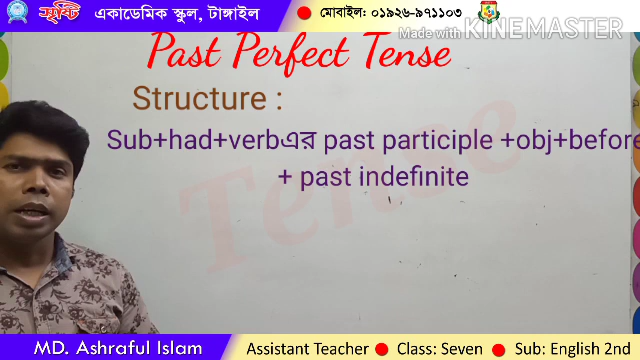 সৃষ্টি একাডেমিক স্কুল, টাঙ্গাইল মোবাইল: ০১৯২৬-৯৭১১০৩
Made with KINEMASTER
Past Perfect Tense
Structure :
Sub+had+verbএর past participle +obj+before
+ past indefinite
Tense
MD. Ashraful Islam Assistant Teacher Class: Seven Sub: English 2nd